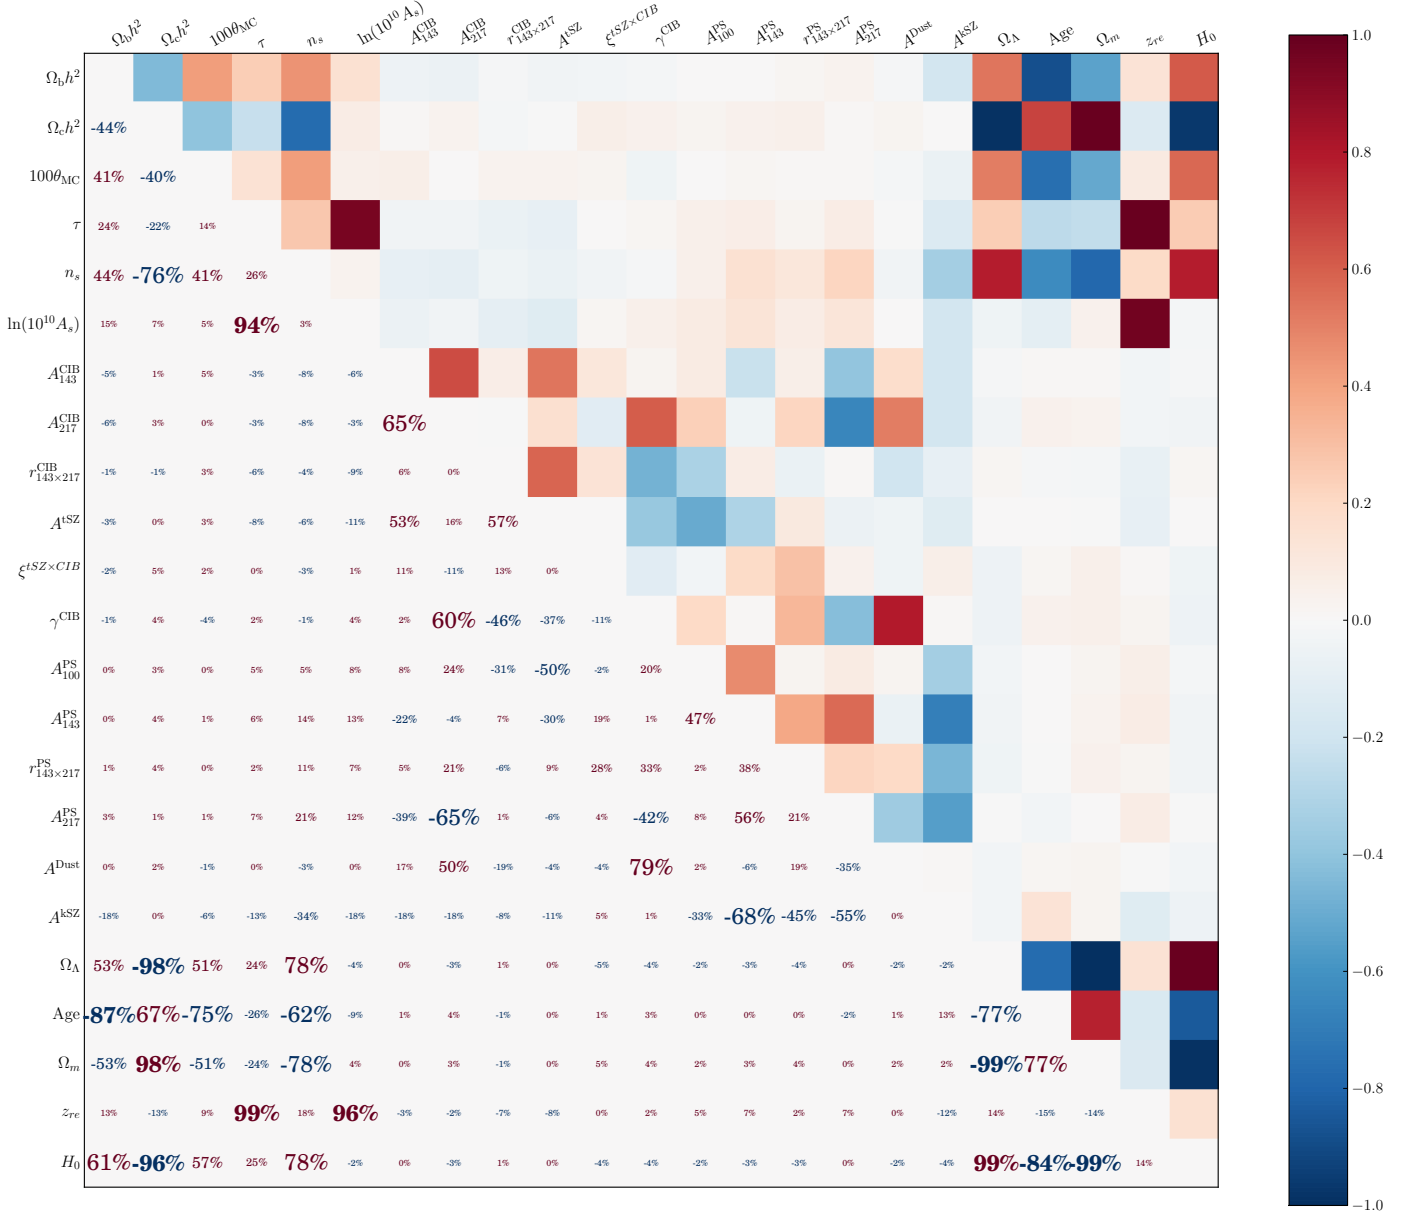 Ω_b h² Ω_c h² 100θ_MC τ n_s ln(10¹⁰ A_s) A^CIB_143 A^CIB_217 r^CIB_143×217 A^tSZ ξ^tSZ×CIB γ^CIB A^PS_100 A^PS_143 r^PS_143×217 A^PS_217 A^Dust A^kSZ Ω_Λ Age Ω_m z_re H_0
Ω_b h²
Ω_c h² -44%
100θ_MC 41% -40%
τ 24% -22% 14%
n_s 44% -76% 41% 26%
ln(10¹⁰ A_s) 15% 7% 5% 94% 3%
A^CIB_143 -5% 1% 5% -3% -8% -6%
A^CIB_217 -6% 3% 0% -3% -8% -3% 65%
r^CIB_143×217 -1% -1% 3% -6% -4% -9% 6% 0%
A^tSZ -3% 0% 3% -8% -6% -11% 53% 16% 57%
ξ^tSZ×CIB -2% 5% 2% 0% -3% 1% 11% -11% 13% 0%
γ^CIB -1% 4% -4% 2% -1% 4% 2% 60% -46% -37% -11%
A^PS_100 0% 3% 0% 5% 5% 8% 8% 24% -31% -50% -2% 20%
A^PS_143 0% 4% 1% 6% 14% 13% -22% -4% 7% -30% 19% 1% 47%
r^PS_143×217 1% 4% 0% 2% 11% 7% 5% 21% -6% 9% 28% 33% 2% 38%
A^PS_217 3% 1% 1% 7% 21% 12% -39% -65% 1% -6% 4% -42% 8% 56% 21%
A^Dust 0% 2% -1% 0% -3% 0% 17% 50% -19% -4% -4% 79% 2% -6% 19% -35%
A^kSZ -18% 0% -6% -13% -34% -18% -18% -18% -8% -11% 5% 1% -33% -68% -45% -55% 0%
Ω_Λ 53% -98% 51% 24% 78% -4% 0% -3% 1% 0% -5% -4% -2% -3% -4% 0% -2% -2%
Age -87% 67% -75% -26% -62% -9% 1% 4% -1% 0% 1% 3% 0% 0% 0% -2% 1% 13% -77%
Ω_m -53% 98% -51% -24% -78% 4% 0% 3% -1% 0% 5% 4% 2% 3% 4% 0% 2% 2% -99% 77%
z_re 13% -13% 9% 99% 18% 96% -3% -2% -7% -8% 0% 2% 5% 7% 2% 7% 0% -12% 14% -15% -14%
H_0 61% -96% 57% 25% 78% -2% 0% -3% 1% 0% -4% -4% -2% -3% -3% 0% -2% -4% 99% -84% -99% 14%
1.0
0.8
0.6
0.4
0.2
0.0
−0.2
−0.4
−0.6
−0.8
−1.0